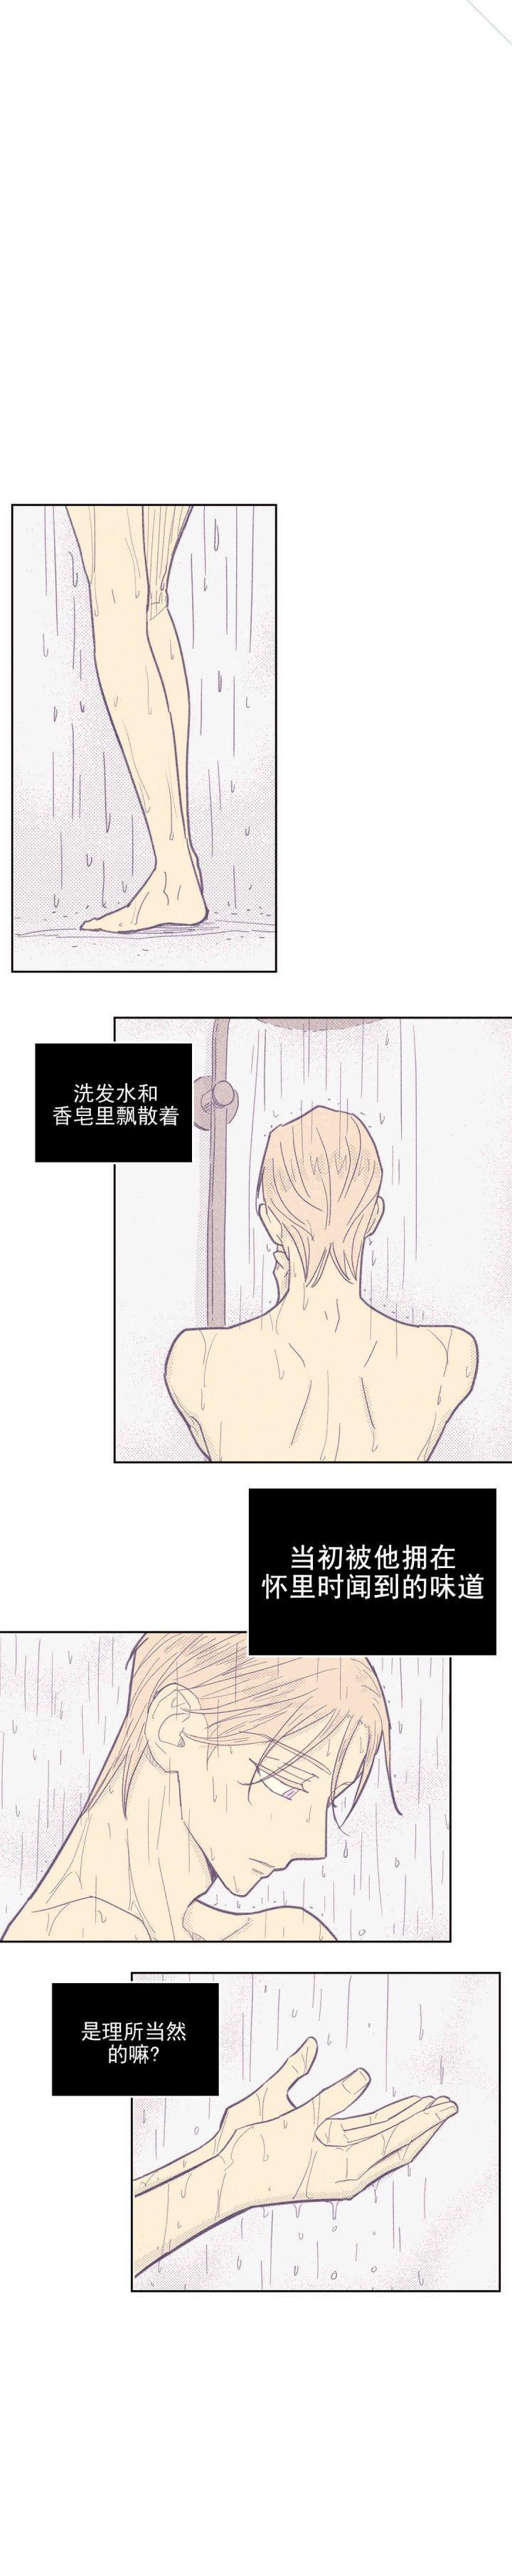 洗发水和
香皂里飘散着
当初被他拥在
怀里时闻到的味道
是理所当然
的嘛?